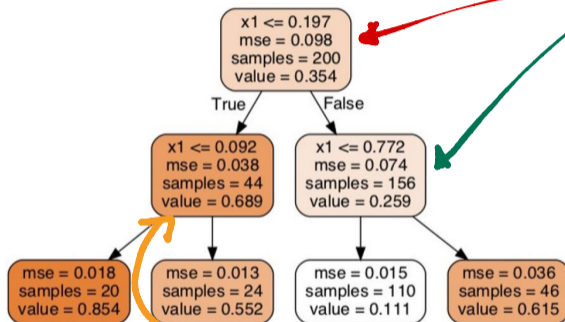 x1 <= 0.197
mse = 0.098
samples = 200
value = 0.354
True
False
x1 <= 0.092
mse = 0.038
samples = 44
value = 0.689
x1 <= 0.772
mse = 0.074
samples = 156
value = 0.259
mse = 0.018
samples = 20
value = 0.854
mse = 0.013
samples = 24
value = 0.552
mse = 0.015
samples = 110
value = 0.111
mse = 0.036
samples = 46
value = 0.615